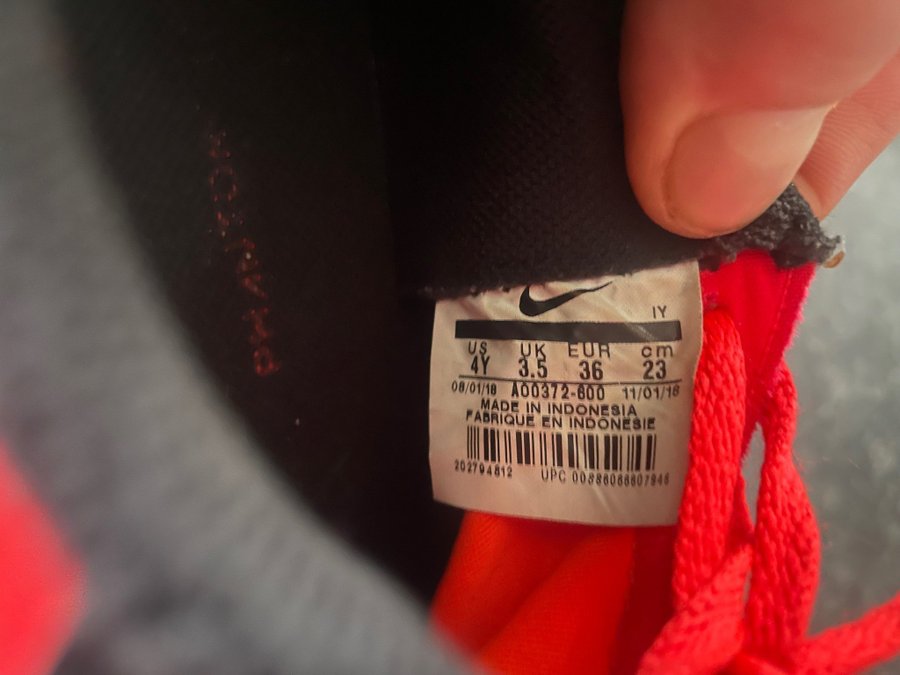 IY
US UK EUR cm
4Y 3.5 36 23
08/01/18 AO0372-600 11/01/18
MADE IN INDONESIA
FABRIQUE EN INDONESIE
202794812 UPC